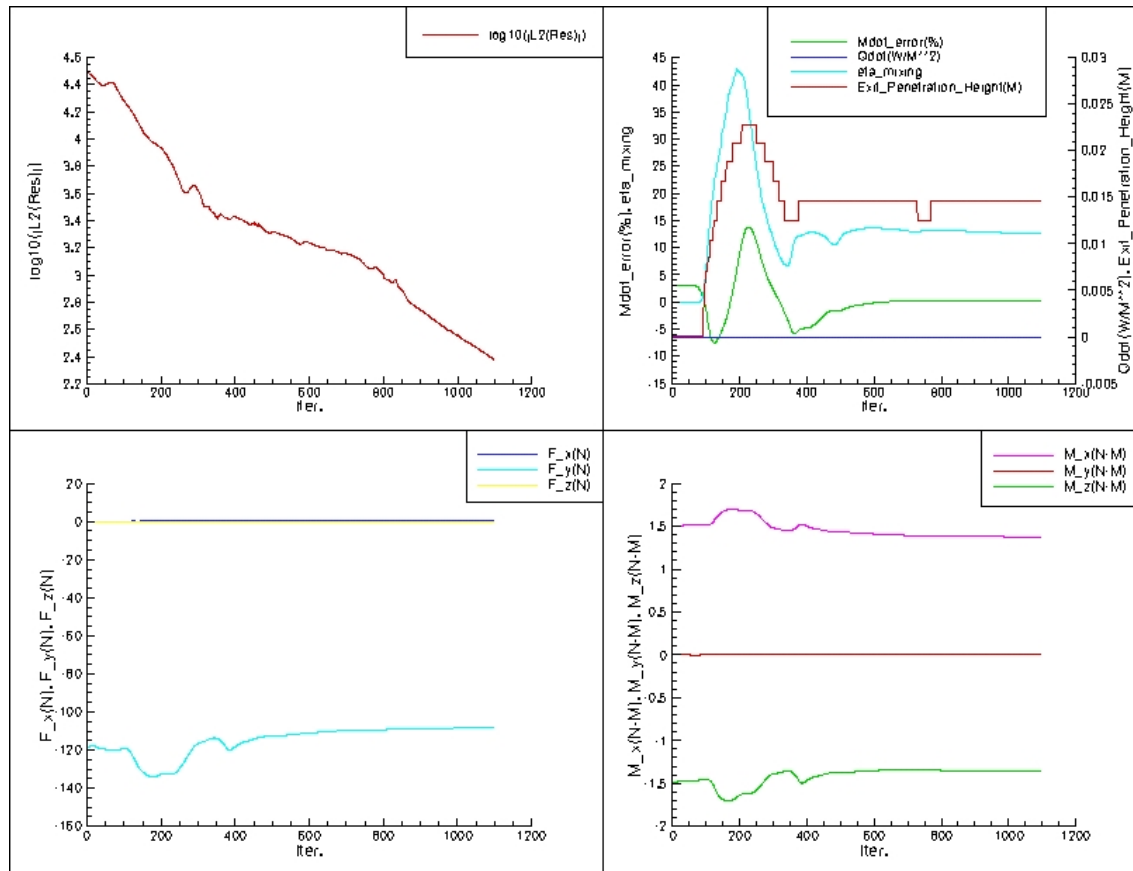 log10(¡L2(Res)¡)
4.6
4.4
4.2
4
3.8
3.6
3.4
3.2
3
2.8
2.6
2.4
2.2
log10(¡L2(Res)¡)
0 200 400 600 800 1000 1200
Iter.
Mdot_error(%)
Qdot(W/M^^2)
eta_mixing
Exit_Penetration_Height(M)
45
40
35
30
25
20
15
10
5
0
-5
-10
-15
Mdot_error(%), eta_mixing
0.03
0.025
0.02
0.015
0.01
0.005
0
-0.005
Qdot(W/M^^2), Exit_Penetration_Height(M)
0 200 400 600 800 1000 1200
Iter.
F_x(N)
F_y(N)
F_z(N)
20
0
-20
-40
-60
-80
-100
-120
-140
-160
F_x(N), F_y(N), F_z(N)
0 200 400 600 800 1000 1200
Iter.
M_x(N-M)
M_y(N-M)
M_z(N-M)
2
1.5
1
0.5
0
-0.5
-1
-1.5
-2
M_x(N-M), M_y(N-M), M_z(N-M)
0 200 400 600 800 1000 1200
Iter.